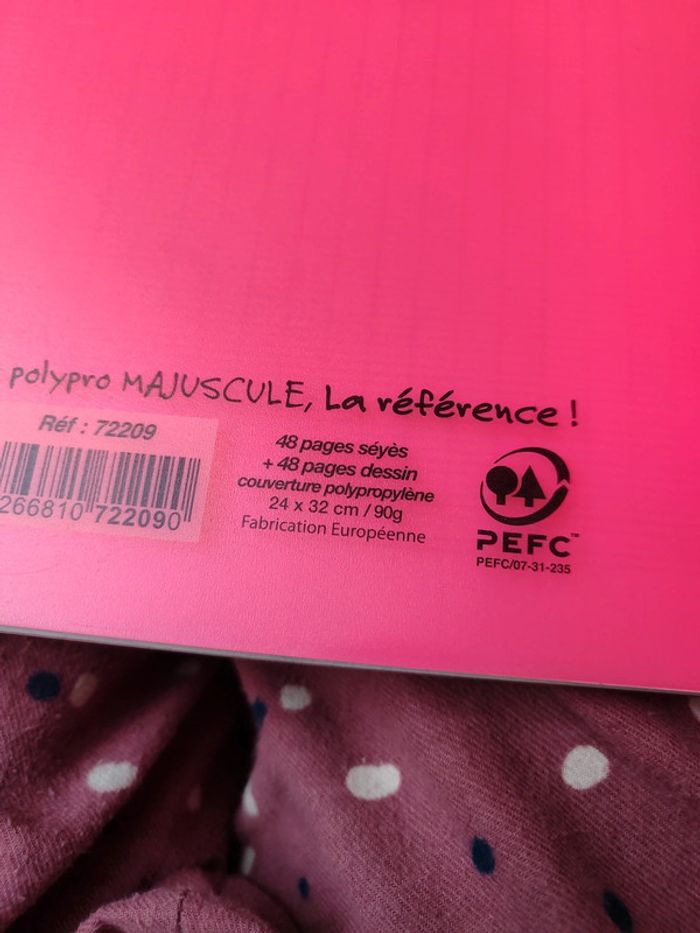 polypro MAJUSCULE, La référence !
Réf : 72209
266810 722090
48 pages séyès
+ 48 pages dessin
couverture polypropylène
24 x 32 cm / 90g
Fabrication Européenne
PEFC™
PEFC/07-31-235